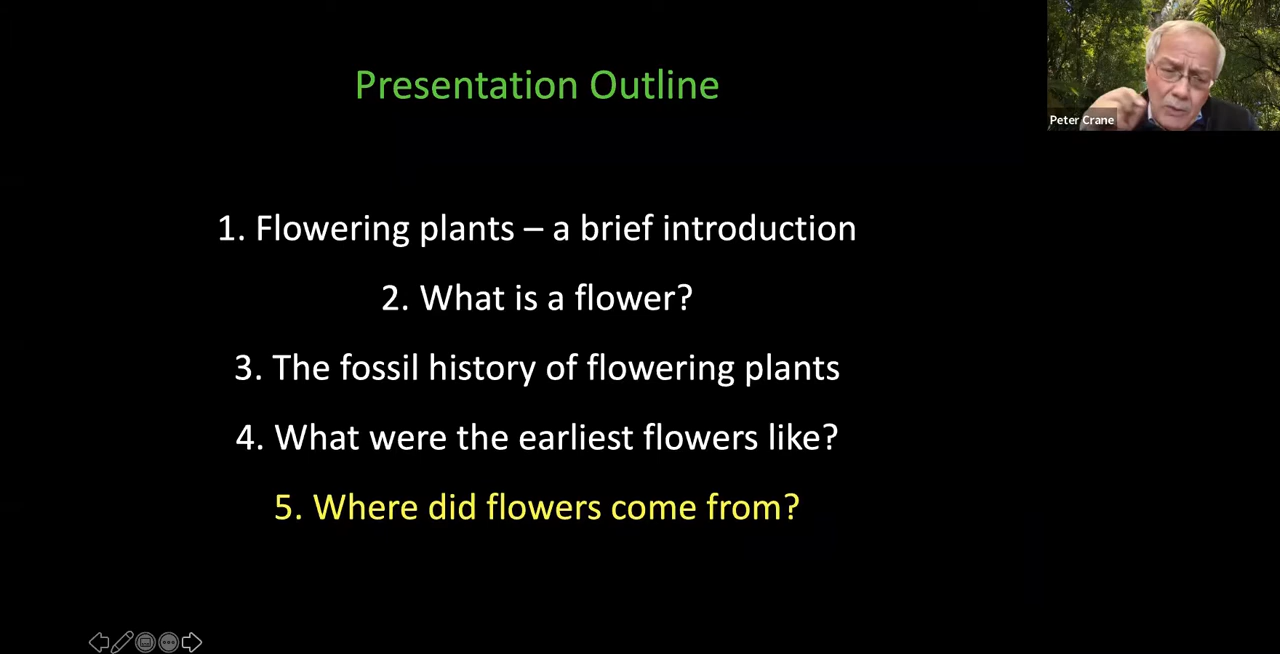 Presentation Outline
Peter Crane
1. Flowering plants – a brief introduction
2. What is a flower?
3. The fossil history of flowering plants
4. What were the earliest flowers like?
5. Where did flowers come from?